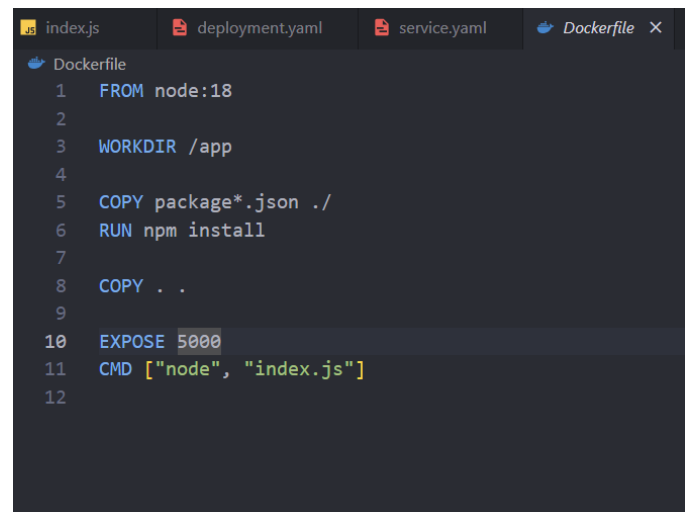 JS index.js deployment.yaml service.yaml Dockerfile ×
Dockerfile
1 FROM node:18
2
3 WORKDIR /app
4
5 COPY package*.json ./
6 RUN npm install
7
8 COPY . .
9
10 EXPOSE 5000
11 CMD ["node", "index.js"]
12